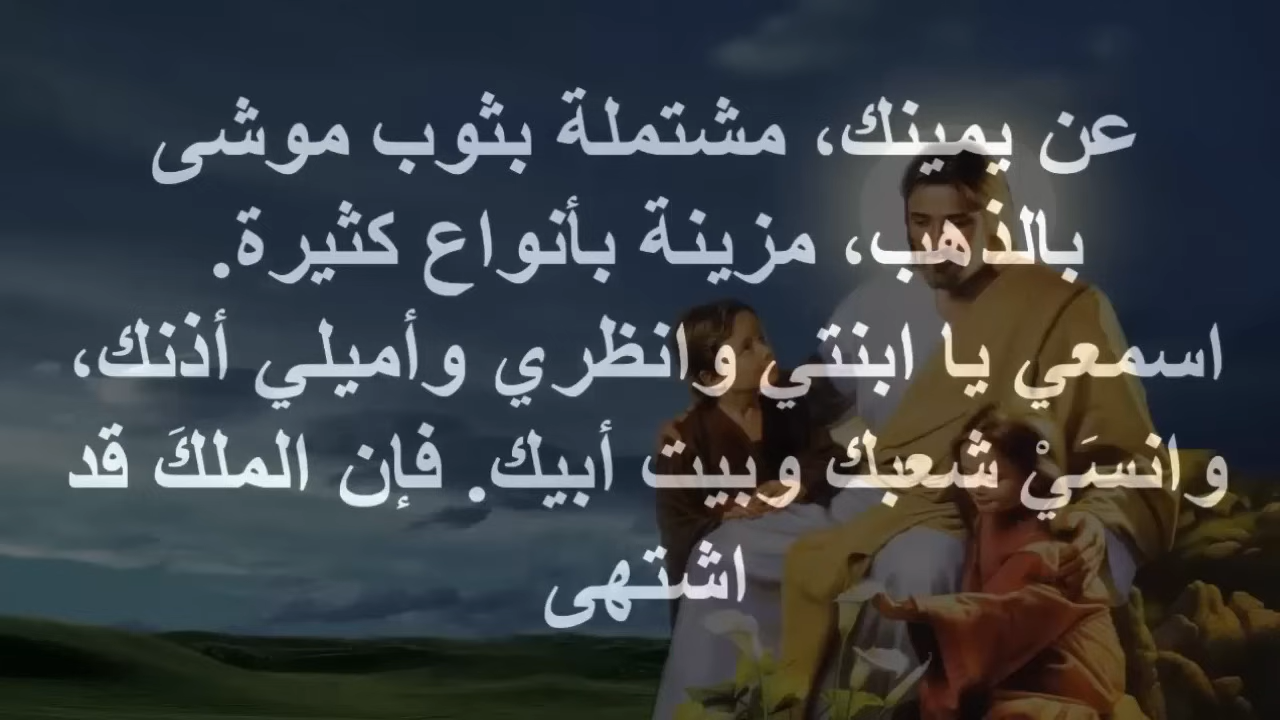 عن يمينك، مشتملة بثوب موشى
بالذهب، مزينة بأنواع كثيرة.
اسمعي يا ابنتي وانظري وأميلي أذنك،
وانسَيْ شعبك وبيت أبيك. فإن الملكَ قد
اشتهى